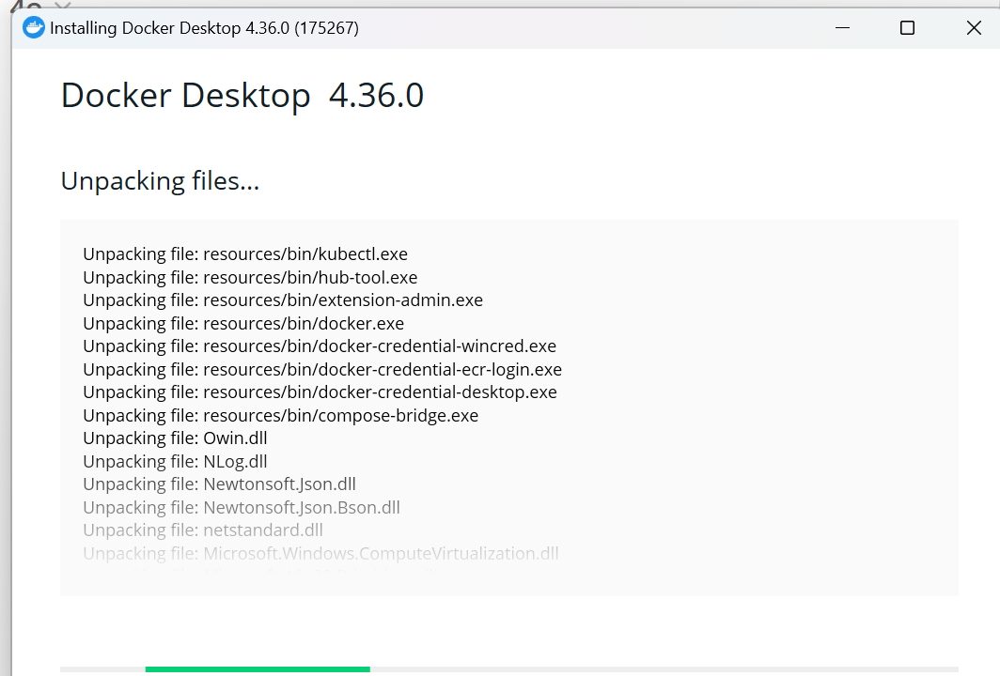 Installing Docker Desktop 4.36.0 (175267)
Docker Desktop 4.36.0
Unpacking files...
Unpacking file: resources/bin/kubectl.exe
Unpacking file: resources/bin/hub-tool.exe
Unpacking file: resources/bin/extension-admin.exe
Unpacking file: resources/bin/docker.exe
Unpacking file: resources/bin/docker-credential-wincred.exe
Unpacking file: resources/bin/docker-credential-ecr-login.exe
Unpacking file: resources/bin/docker-credential-desktop.exe
Unpacking file: resources/bin/compose-bridge.exe
Unpacking file: Owin.dll
Unpacking file: NLog.dll
Unpacking file: Newtonsoft.Json.dll
Unpacking file: Newtonsoft.Json.Bson.dll
Unpacking file: netstandard.dll
Unpacking file: Microsoft.Windows.ComputeVirtualization.dll